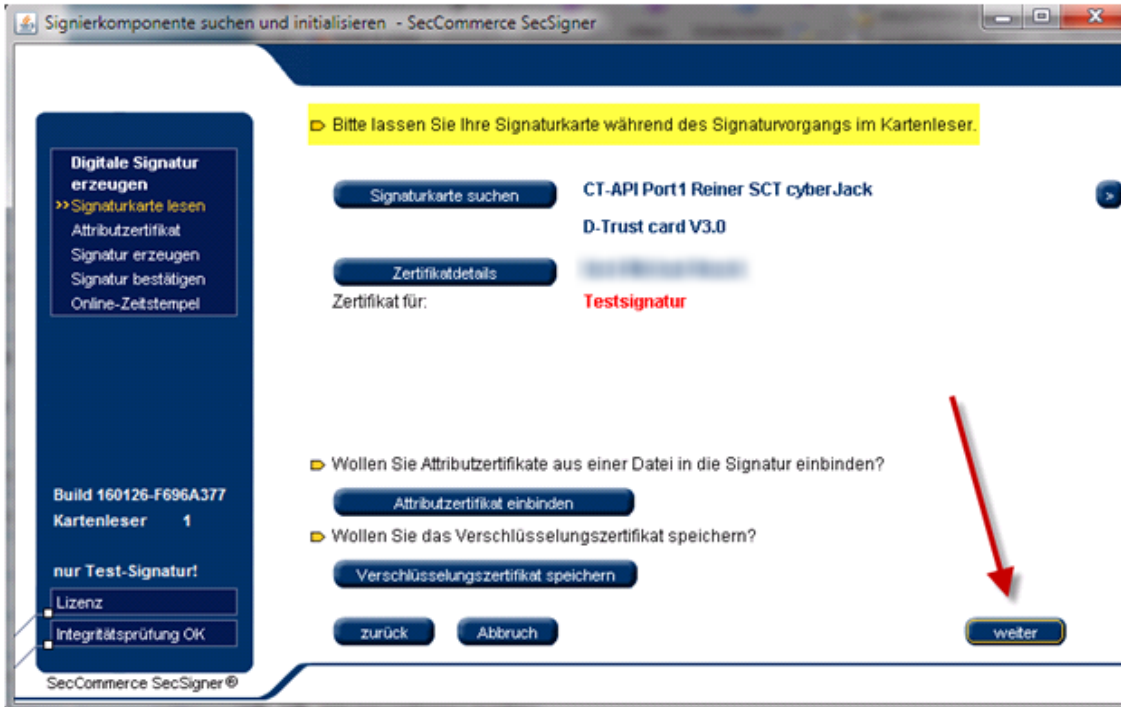 Signierkomponente suchen und initialisieren - SecCommerce SecSigner
Bitte lassen Sie Ihre Signaturkarte während des Signaturvorgangs im Kartenleser.
Digitale Signatur
erzeugen
>>Signaturkarte lesen
Attributzertifikat
Signatur erzeugen
Signatur bestätigen
Online-Zeitstempel
Signaturkarte suchen
CT-API Port1 Reiner SCT cyberJack
>
D-Trust card V3.0
Zertifikatdetails
Zertifikat für:
Testsignatur
Wollen Sie Attributzertifikate aus einer Datei in die Signatur einbinden?
Attributzertifikat einbinden
Wollen Sie das Verschlüsselungszertifikat speichern?
Verschlüsselungszertifikat speichern
Build 160126-F696A377
Kartenleser 1
nur Test-Signatur!
Lizenz
Integritätsprüfung OK
zurück
Abbruch
weiter
SecCommerce SecSigner®